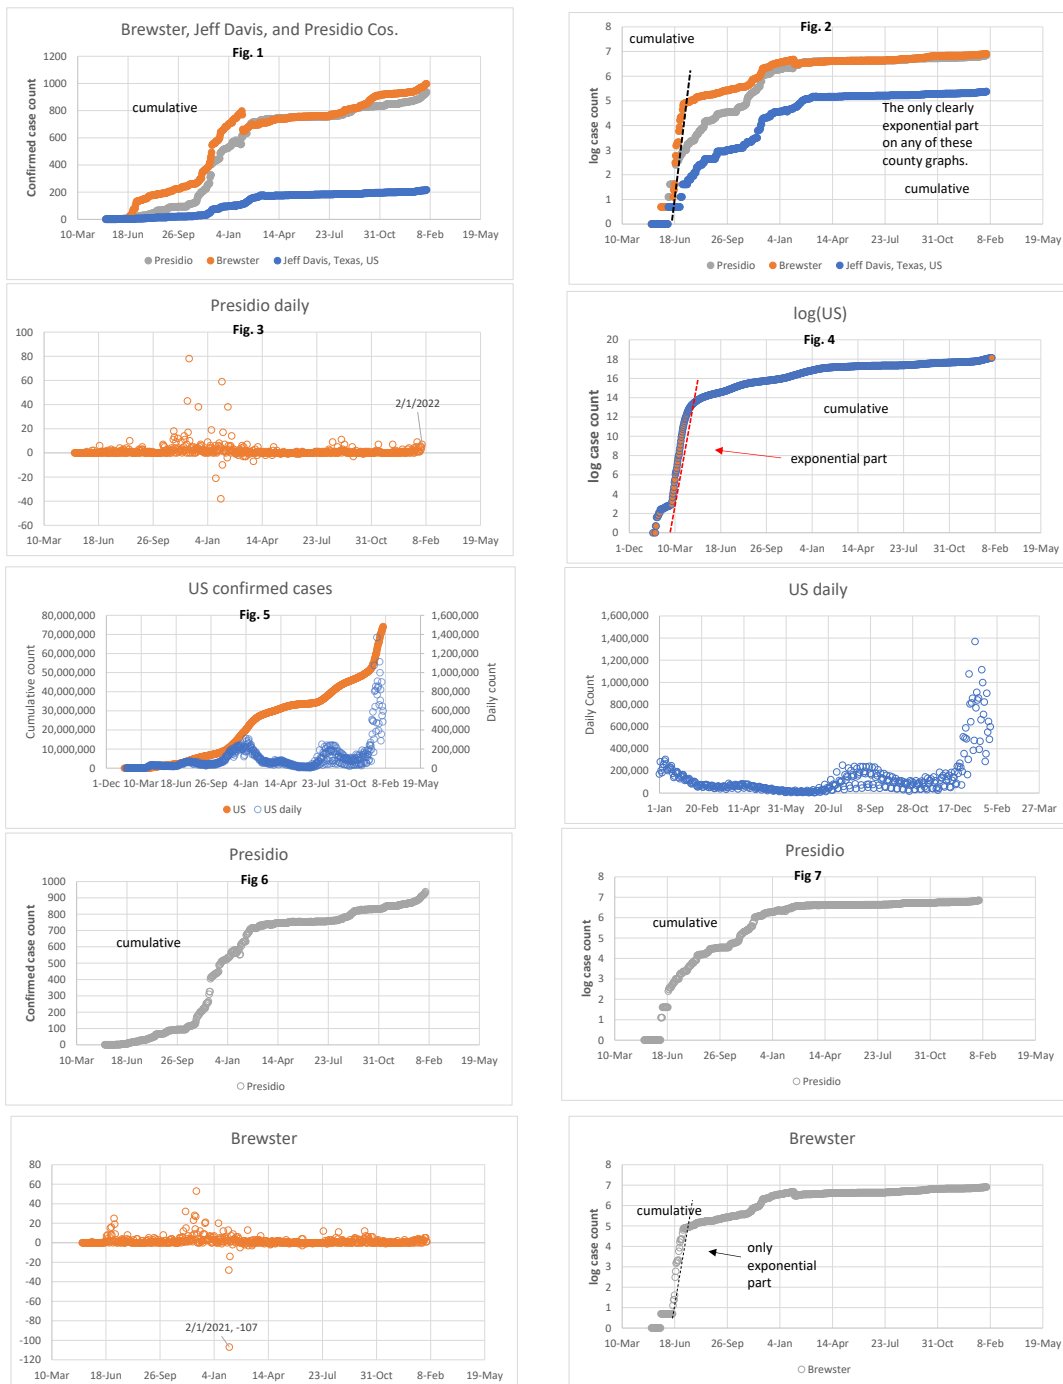 Brewster, Jeff Davis, and Presidio Cos.
Fig. 1
cumulative
Confirmed case count
1200
1000
800
600
400
200
0
10-Mar 18-Jun 26-Sep 4-Jan 14-Apr 23-Jul 31-Oct 8-Feb 19-May
Presidio Brewster Jeff Davis, Texas, US
Fig. 2
cumulative
log case count
8
7
6
5
4
3
2
1
0
The only clearly
exponential part
on any of these
county graphs.
cumulative
10-Mar 18-Jun 26-Sep 4-Jan 14-Apr 23-Jul 31-Oct 8-Feb 19-May
Presidio Brewster Jeff Davis, Texas, US
Presidio daily
Fig. 3
100
80
60
40
20
0
-20
-40
-60
2/1/2022
10-Mar 18-Jun 26-Sep 4-Jan 14-Apr 23-Jul 31-Oct 8-Feb 19-May
log(US)
Fig. 4
log case count
20
18
16
14
12
10
8
6
4
2
0
cumulative
exponential part
1-Dec 10-Mar 18-Jun 26-Sep 4-Jan 14-Apr 23-Jul 31-Oct 8-Feb 19-May
US confirmed cases
Fig. 5
Cumulative count
80,000,000
70,000,000
60,000,000
50,000,000
40,000,000
30,000,000
20,000,000
10,000,000
0
1,600,000
1,400,000
1,200,000
1,000,000
800,000
600,000
400,000
200,000
0
Daily Count
1-Dec 10-Mar 18-Jun 26-Sep 4-Jan 14-Apr 23-Jul 31-Oct 8-Feb 19-May
US US daily
US daily
Daily Count
1,600,000
1,400,000
1,200,000
1,000,000
800,000
600,000
400,000
200,000
0
1-Jan 20-Feb 11-Apr 31-May 20-Jul 8-Sep 28-Oct 17-Dec 5-Feb 27-Mar
Presidio
Fig 6
cumulative
Confirmed case count
1000
900
800
700
600
500
400
300
200
100
0
10-Mar 18-Jun 26-Sep 4-Jan 14-Apr 23-Jul 31-Oct 8-Feb 19-May
Presidio
Presidio
Fig 7
cumulative
log case count
8
7
6
5
4
3
2
1
0
10-Mar 18-Jun 26-Sep 4-Jan 14-Apr 23-Jul 31-Oct 8-Feb 19-May
Presidio
Brewster
80
60
40
20
0
-20
-40
-60
-80
-100
-120
2/1/2021, -107
10-Mar 18-Jun 26-Sep 4-Jan 14-Apr 23-Jul 31-Oct 8-Feb 19-May
Brewster
log case count
8
7
6
5
4
3
2
1
0
cumulative
only
exponential
part
10-Mar 18-Jun 26-Sep 4-Jan 14-Apr 23-Jul 31-Oct 8-Feb 19-May
Brewster